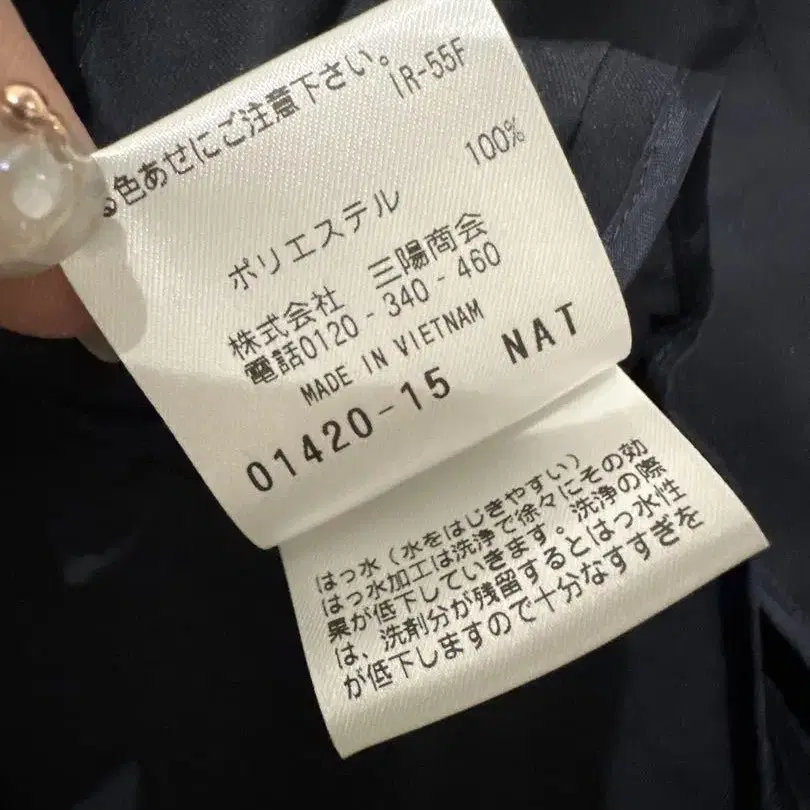 る色あせにご注意下さい。
IR-55F
100%
ポリエステル
株式会社 三陽商会
電話0120-340-460
MADE IN VIETNAM
01420-15 NAT
はっ水(水をはじきやすい)
はっ水加工は洗浄で徐々にその効
果が低下していきます。洗浄の際
は、洗剤分が残留するとはっ水性
が低下しますので十分なすすぎを